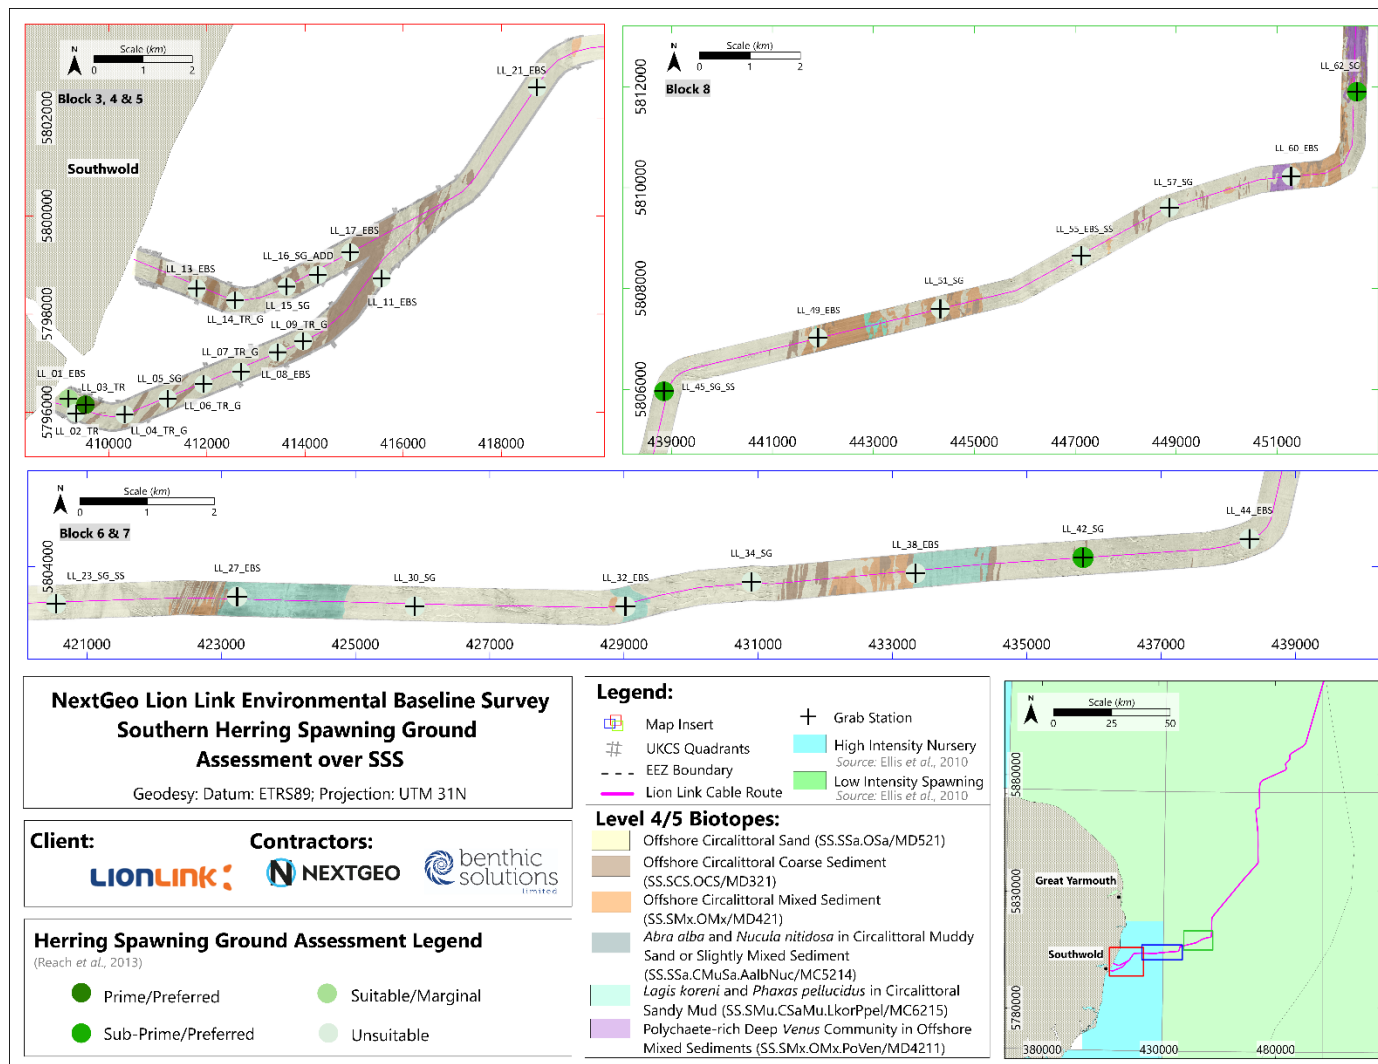 N
Scale (km)
0 1 2
Block 3, 4 & 5
Southwold
5802000
5800000
5798000
5796000
410000 412000 414000 416000 418000
LL_21_EBS
LL_17_EBS
LL_16_SG_ADD
LL_13_EBS
LL_15_SG
LL_14_TR_G
LL_11_EBS
LL_09_TR_G
LL_07_TR_G
LL_08_EBS
LL_05_SG
LL_06_TR_G
LL_01_EBS
LL_03_TR
LL_02_TR
LL_04_TR_G
N
Scale (km)
0 1 2
Block 8
5812000
5810000
5808000
5806000
439000 441000 443000 445000 447000 449000 451000
LL_62_SG
LL_60_EBS
LL_57_SG
LL_55_EBS_SS
LL_51_SG
LL_49_EBS
LL_45_SG_SS
N
Scale (km)
0 1 2
Block 6 & 7
5804000
LL_23_SG_SS
LL_27_EBS
LL_30_SG
LL_32_EBS
LL_34_SG
LL_38_EBS
LL_42_SG
LL_44_EBS
421000 423000 425000 427000 429000 431000 433000 435000 437000 439000
NextGeo Lion Link Environmental Baseline Survey
Southern Herring Spawning Ground
Assessment over SSS
Geodesy: Datum: ETRS89; Projection: UTM 31N
Client:
LIONLINK
Contractors:
NEXTGEO
benthic
solutions
limited
Herring Spawning Ground Assessment Legend
(Reach et al., 2013)
Prime/Preferred
Suitable/Marginal
Sub-Prime/Preferred
Unsuitable
Legend:
Map Insert
UKCS Quadrants
EEZ Boundary
Lion Link Cable Route
Grab Station
High Intensity Nursery
Source: Ellis et al., 2010
Low Intensity Spawning
Source: Ellis et al., 2010
Level 4/5 Biotopes:
Offshore Circalittoral Sand (SS.SSa.OSa/MD521)
Offshore Circalittoral Coarse Sediment
(SS.SCS.OCS/MD321)
Offshore Circalittoral Mixed Sediment
(SS.SMx.OMx/MD421)
Abra alba and Nucula nitidosa in Circalittoral Muddy
Sand or Slightly Mixed Sediment
(SS.SSa.CMuSa.AalbNuc/MC5214)
Lagis koreni and Phaxas pellucidus in Circalittoral
Sandy Mud (SS.SMu.CSaMu.LkorPpel/MC6215)
Polychaete-rich Deep Venus Community in Offshore
Mixed Sediments (SS.SMx.OMx.PoVen/MD4211)
N
Scale (km)
0 25 50
5880000
5830000
5780000
Great Yarmouth
Southwold
380000 430000 480000